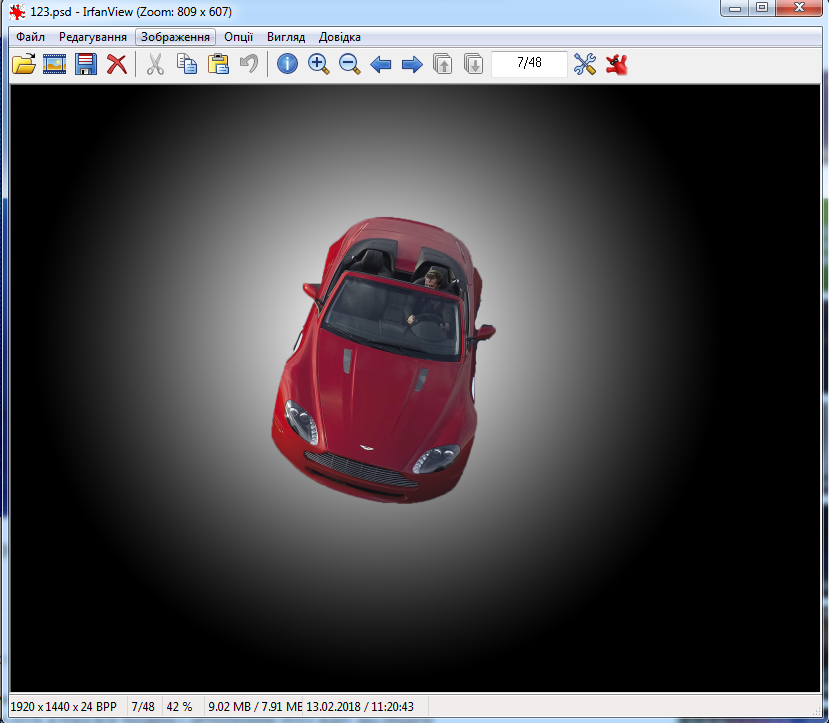 123.psd - IrfanView (Zoom: 809 x 607)
Файл Редагування Зображення Опції Вигляд Довідка
7/48
1920 x 1440 x 24 BPP 7/48 42 % 9.02 MB / 7.91 ME 13.02.2018 / 11:20:43